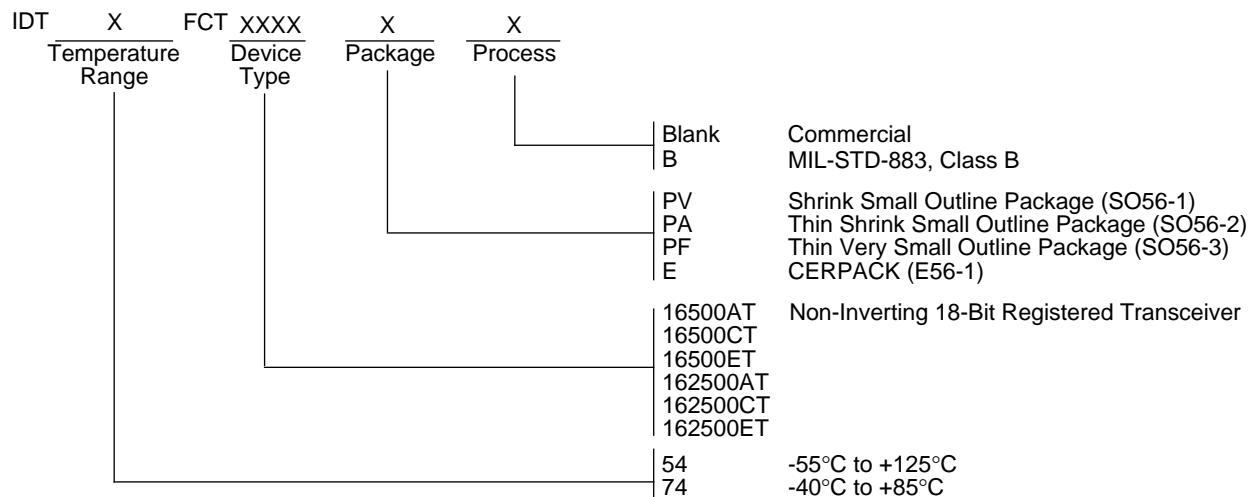 IDT X FCT XXXX X X
Temperature Range Device Type Package Process
Blank Commercial
B MIL-STD-883, Class B
PV Shrink Small Outline Package (SO56-1)
PA Thin Shrink Small Outline Package (SO56-2)
PF Thin Very Small Outline Package (SO56-3)
E CERPACK (E56-1)
16500AT Non-Inverting 18-Bit Registered Transceiver
16500CT
16500ET
162500AT
162500CT
162500ET
54 -55°C to +125°C
74 -40°C to +85°C